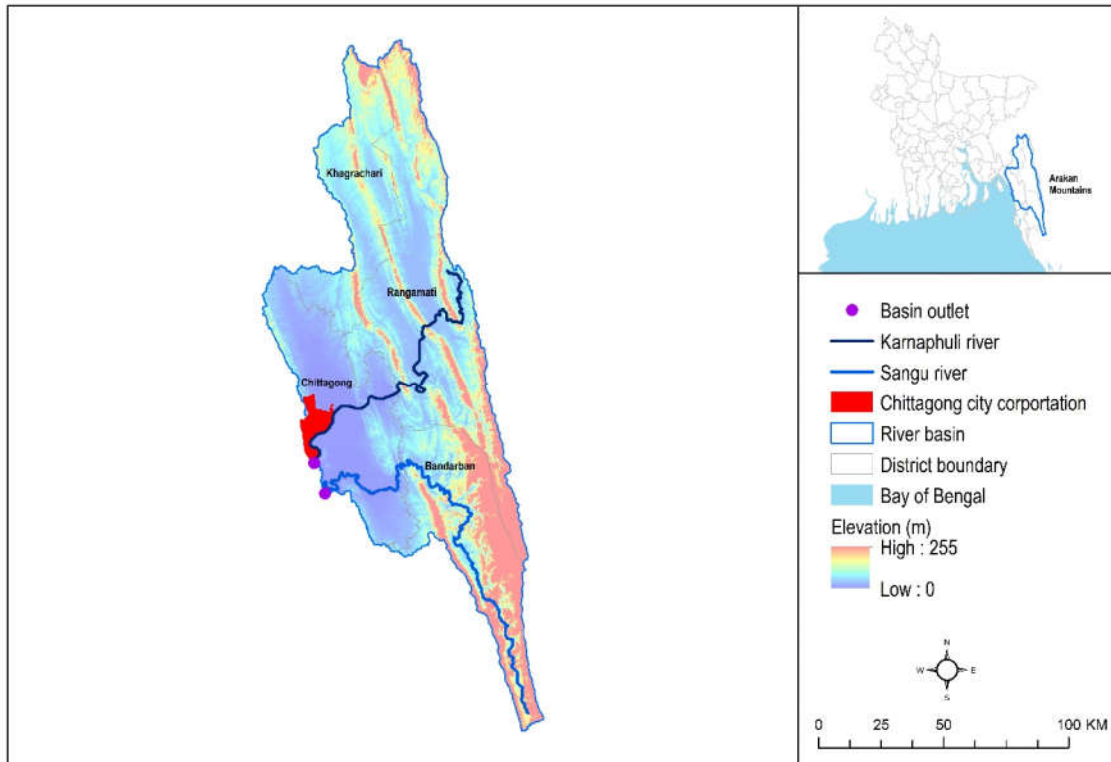 Khagrachari
Rangamati
Chittagong
Bandarban
Arakan
Mountains
Basin outlet
Karnaphuli river
Sangu river
Chittagong city corportation
River basin
District boundary
Bay of Bengal
Elevation (m)
High : 255
Low : 0
N
W E
S
0 25 50 100 KM